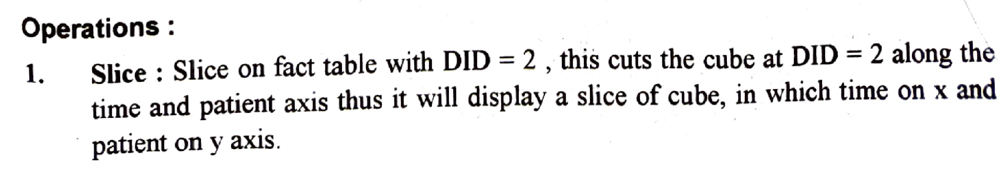 Operations :
1. Slice : Slice on fact table with DID = 2 , this cuts the cube at DID = 2 along the
time and patient axis thus it will display a slice of cube, in which time on x and
patient on y axis.